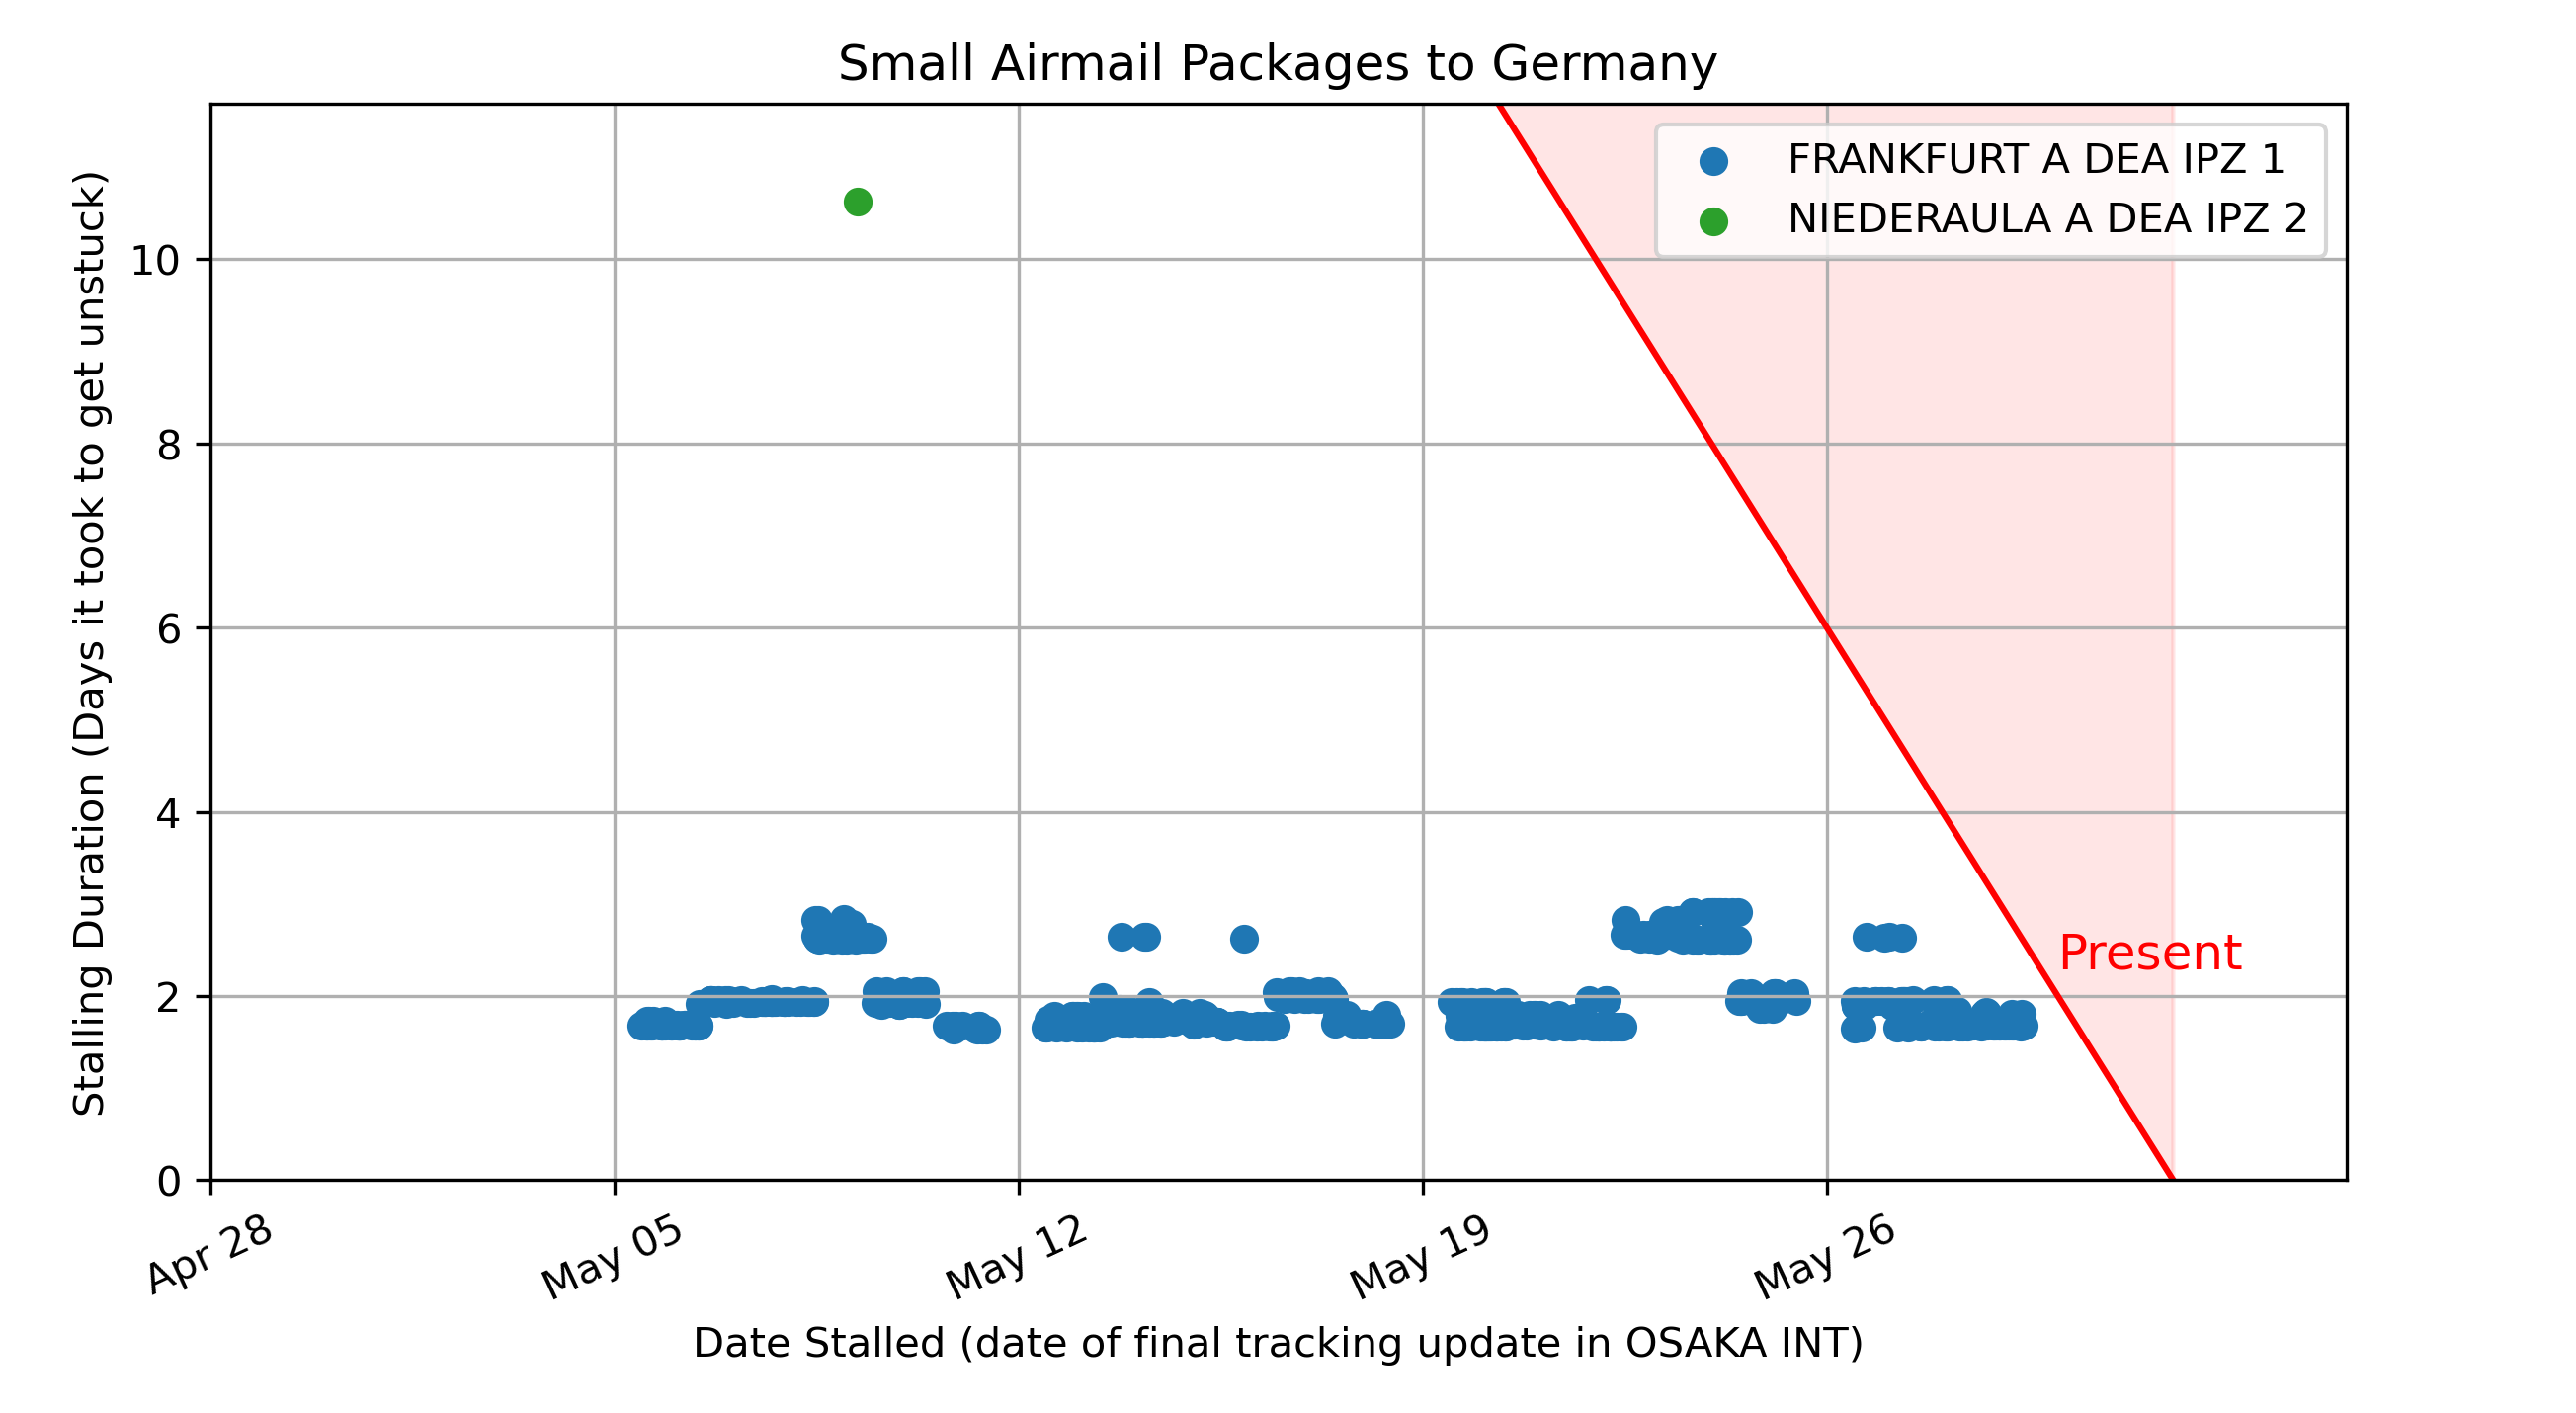 Small Airmail Packages to Germany
FRANKFURT A DEA IPZ 1
NIEDERAULA A DEA IPZ 2
Stalling Duration (Days it took to get unstuck)
10
8
6
4
2
0
Present
Apr 28
May 05
May 12
May 19
May 26
Date Stalled (date of final tracking update in OSAKA INT)